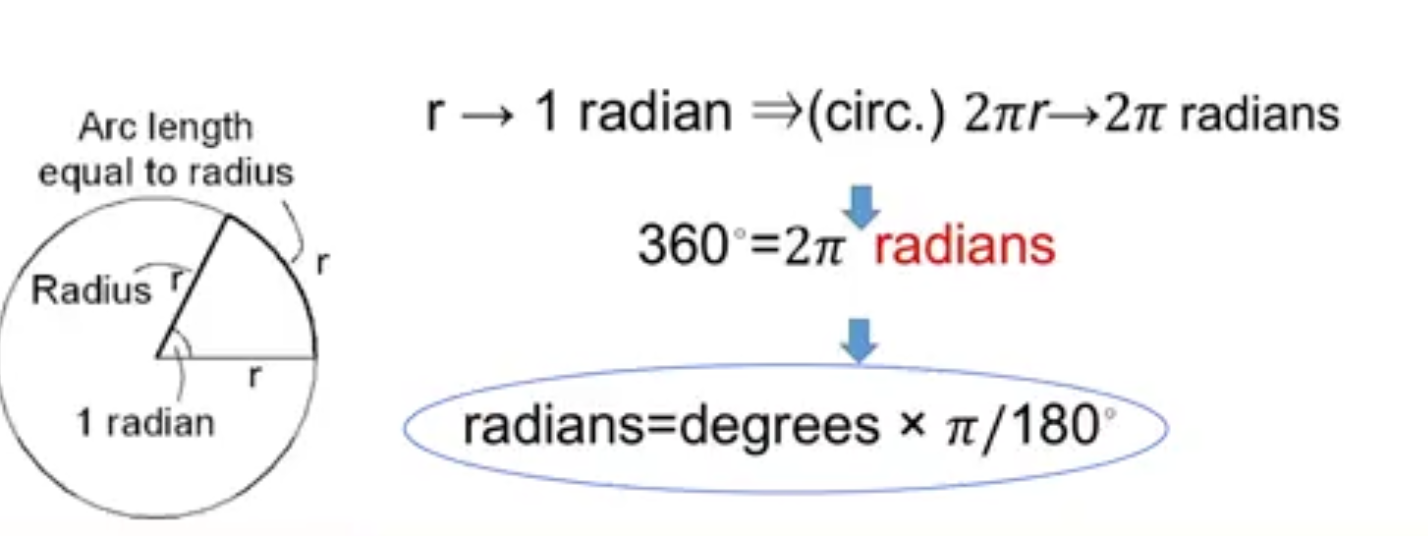 Arc length
equal to radius
Radius r
r
r
1 radian
r → 1 radian ⇒(circ.) 2πr→2π radians
360°=2π radians
radians=degrees × π/180°